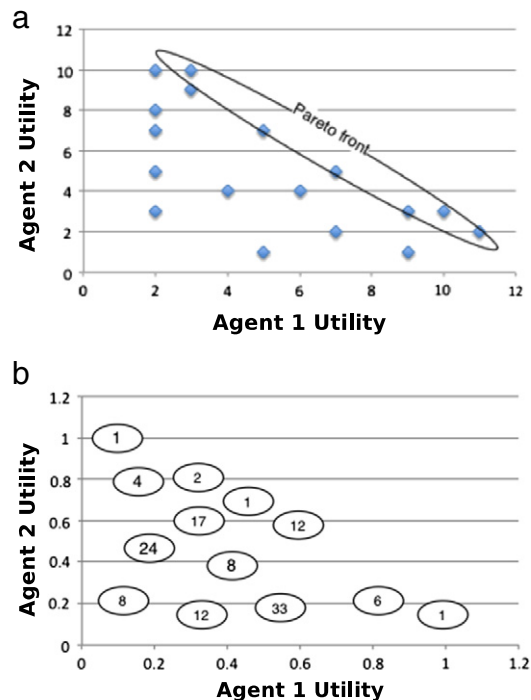 a
12
10
8
6
4
2
0
Agent 2 Utility
Pareto front
0 2 4 6 8 10 12
Agent 1 Utility
b
1.2
1
0.8
0.6
0.4
0.2
0
Agent 2 Utility
1
4 2
1
17 12
24
8
8 12 33 6 1
0 0.2 0.4 0.6 0.8 1 1.2
Agent 1 Utility